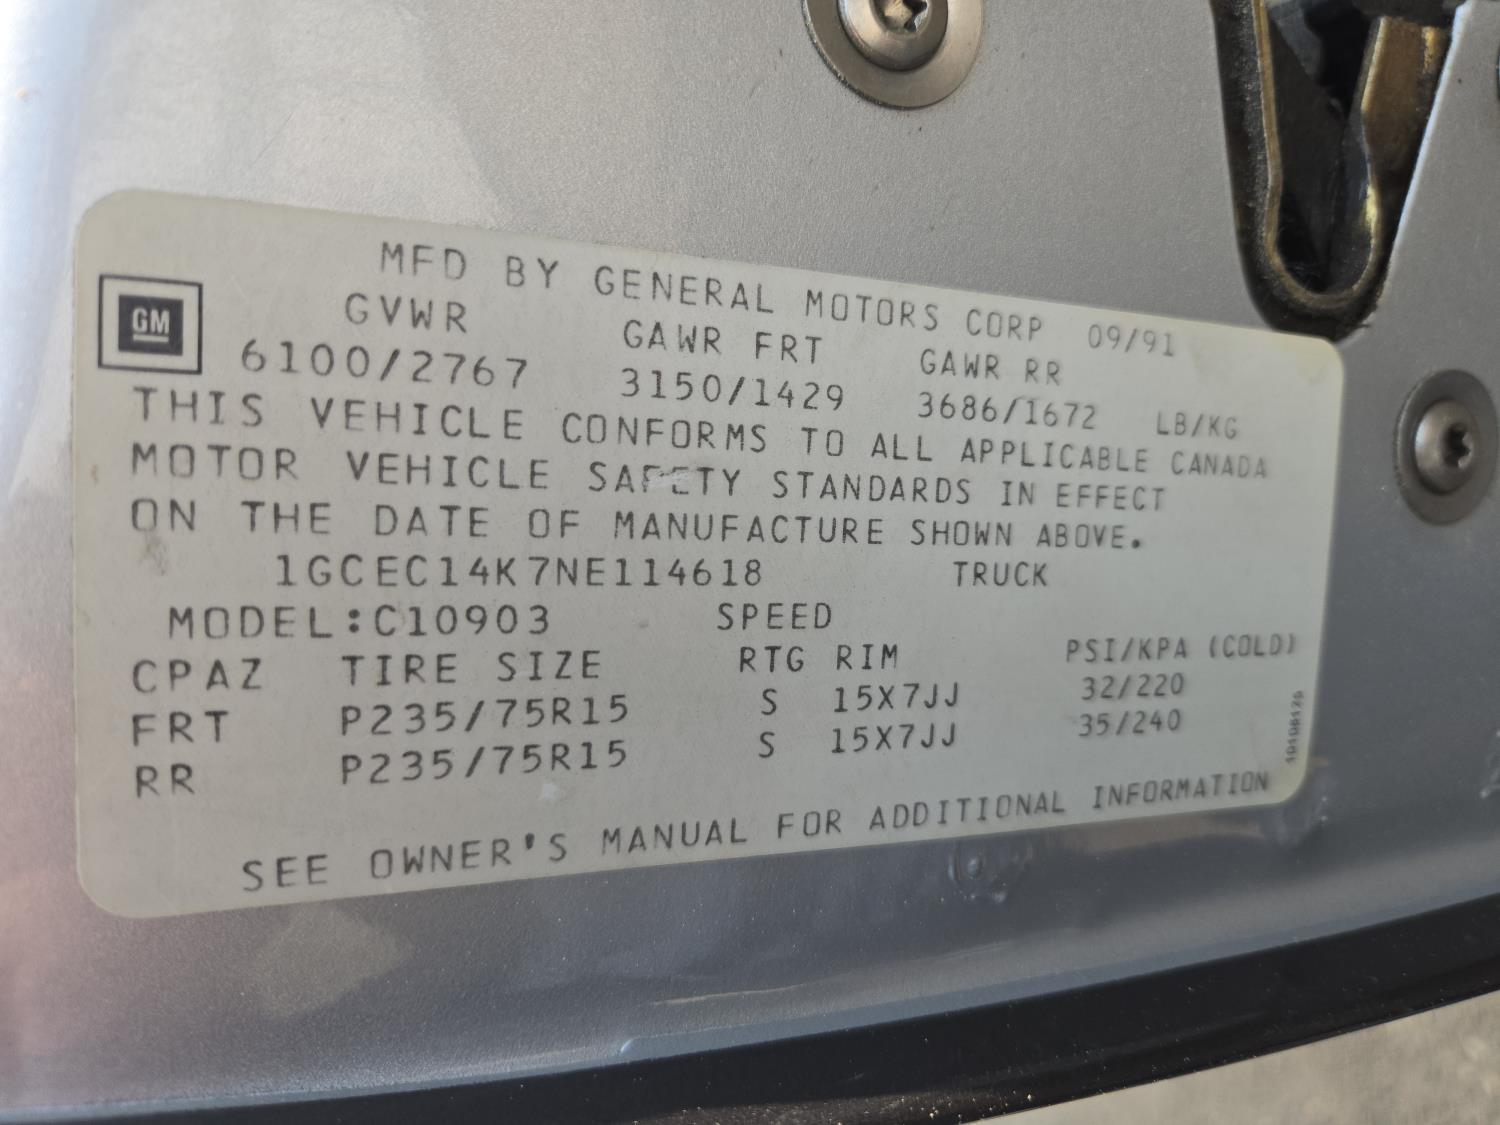 MFD BY GENERAL MOTORS CORP 09/91
GM
GVWR GAWR FRT GAWR RR
6100/2767 3150/1429 3686/1672 LB/KG
THIS VEHICLE CONFORMS TO ALL APPLICABLE CANADA
MOTOR VEHICLE SAFETY STANDARDS IN EFFECT
ON THE DATE OF MANUFACTURE SHOWN ABOVE.
1GCEC14K7NE114618 TRUCK
MODEL:C10903 SPEED
CPAZ TIRE SIZE RTG RIM PSI/KPA (COLD)
FRT P235/75R15 S 15X7JJ 32/220
RR P235/75R15 S 15X7JJ 35/240
SEE OWNER'S MANUAL FOR ADDITIONAL INFORMATION